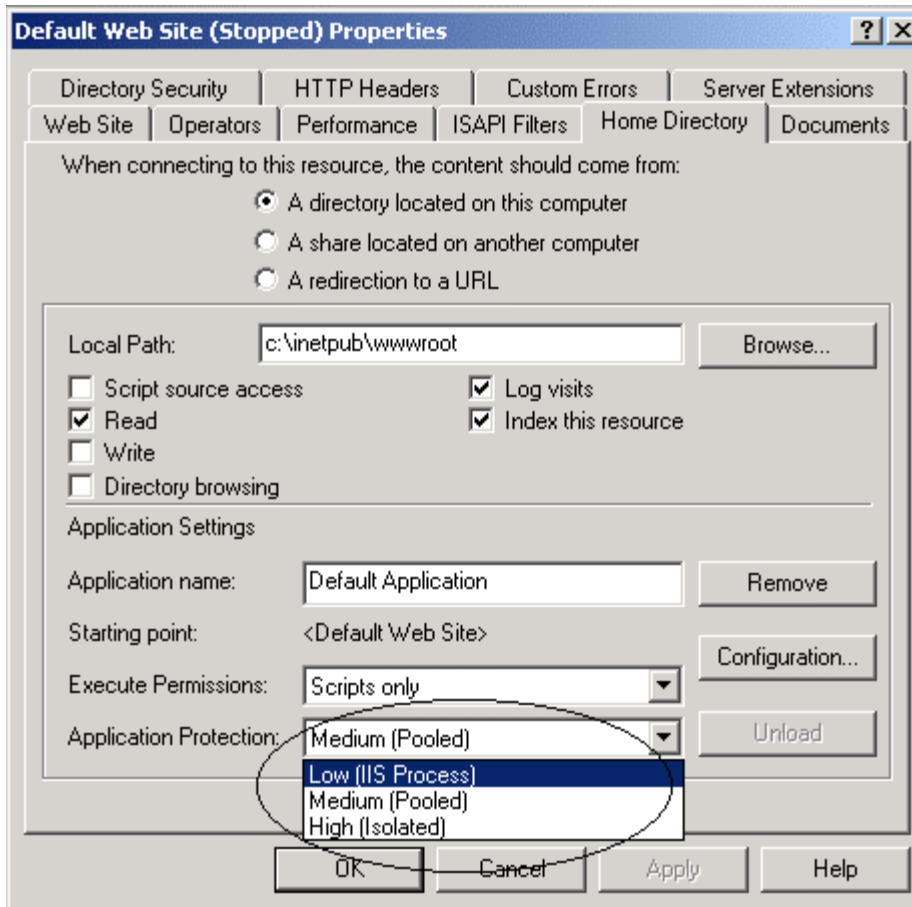 Default Web Site (Stopped) Properties
Directory Security HTTP Headers Custom Errors Server Extensions
Web Site Operators Performance ISAPI Filters Home Directory Documents
When connecting to this resource, the content should come from:
A directory located on this computer
A share located on another computer
A redirection to a URL
Local Path: c:\inetpub\wwwroot Browse...
Script source access Log visits
Read Index this resource
Write
Directory browsing
Application Settings
Application name: Default Application Remove
Starting point: <Default Web Site>
Configuration...
Execute Permissions: Scripts only
Application Protection: Medium (Pooled) Unload
Low (IIS Process)
Medium (Pooled)
High (Isolated)
OK Cancel Apply Help